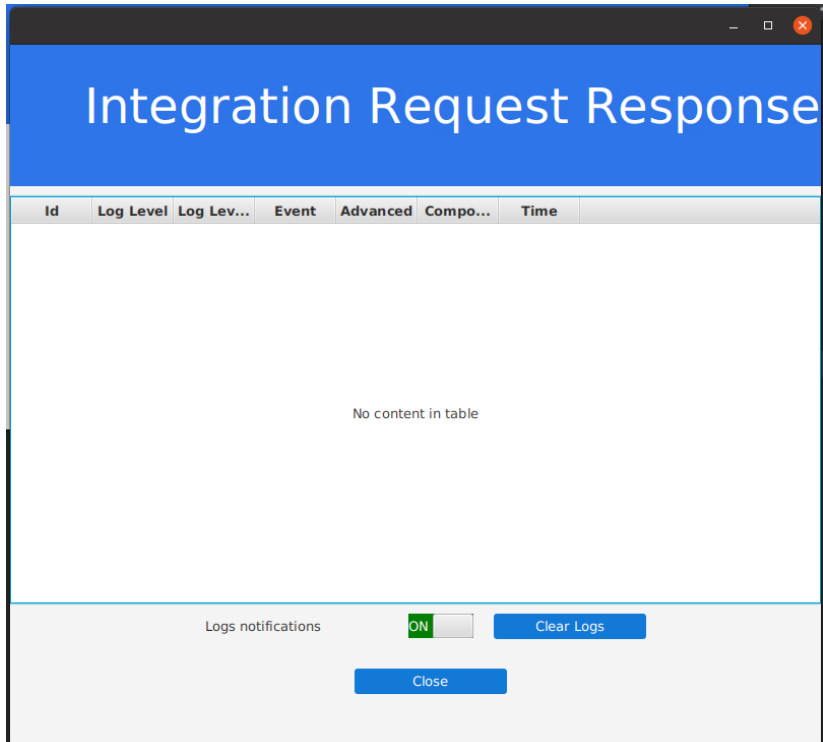 Integration Request Response
Id Log Level Log Lev... Event Advanced Compo... Time
No content in table
Logs notifications ON Clear Logs
Close